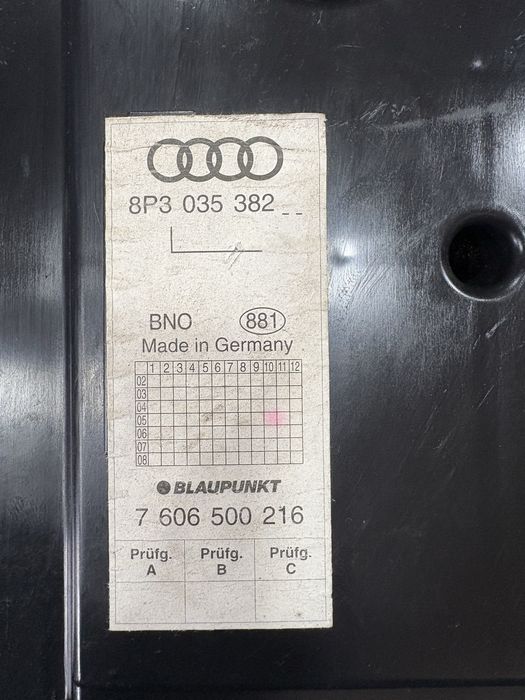 8P3 035 382 _ _
BNO 881
Made in Germany
1 2 3 4 5 6 7 8 9 10 11 12
02
03
04
05
06
07
08
BLAUPUNKT
7 606 500 216
Prüfg. A Prüfg. B Prüfg. C